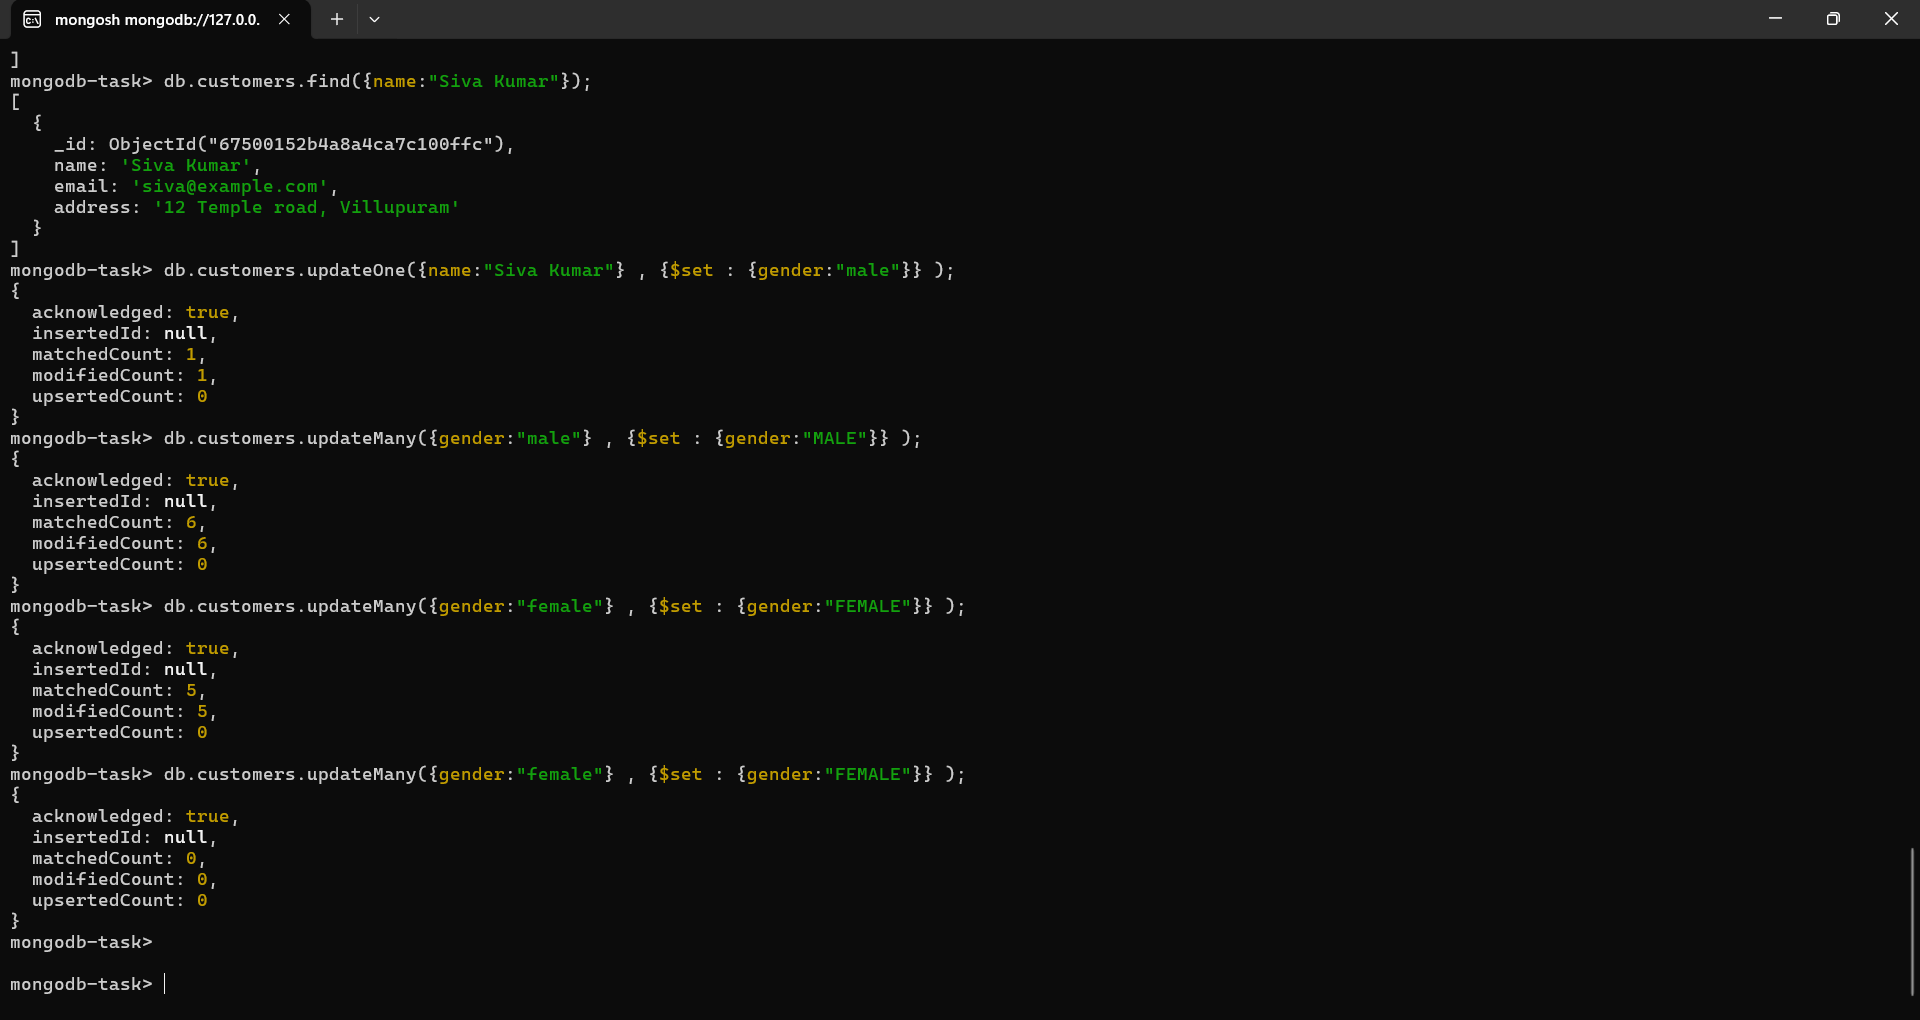 mongosh mongodb://127.0.0.
]
mongodb-task> db.customers.find({name:"Siva Kumar"});
[
  {
    _id: ObjectId("67500152b4a8a4ca7c100ffc"),
    name: 'Siva Kumar',
    email: 'siva@example.com',
    address: '12 Temple road, Villupuram'
  }
]
mongodb-task> db.customers.updateOne({name:"Siva Kumar"} , {$set : {gender:"male"}} );
{
  acknowledged: true,
  insertedId: null,
  matchedCount: 1,
  modifiedCount: 1,
  upsertedCount: 0
}
mongodb-task> db.customers.updateMany({gender:"male"} , {$set : {gender:"MALE"}} );
{
  acknowledged: true,
  insertedId: null,
  matchedCount: 6,
  modifiedCount: 6,
  upsertedCount: 0
}
mongodb-task> db.customers.updateMany({gender:"female"} , {$set : {gender:"FEMALE"}} );
{
  acknowledged: true,
  insertedId: null,
  matchedCount: 5,
  modifiedCount: 5,
  upsertedCount: 0
}
mongodb-task> db.customers.updateMany({gender:"female"} , {$set : {gender:"FEMALE"}} );
{
  acknowledged: true,
  insertedId: null,
  matchedCount: 0,
  modifiedCount: 0,
  upsertedCount: 0
}
mongodb-task>
mongodb-task>